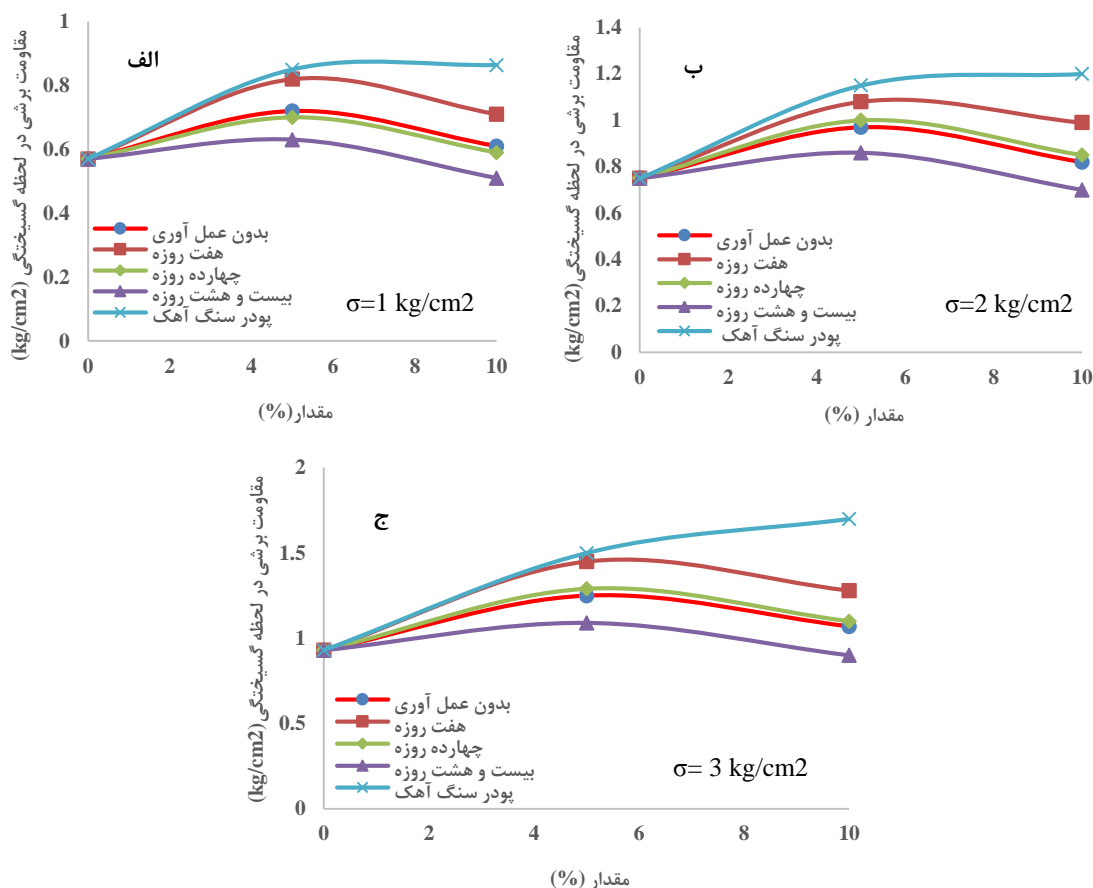 الف
مقاومت برشی در لحظه گسیختگی (kg/cm2)
1
0.8
0.6
0.4
0.2
0
بدون عمل آوری
هفت روزه
چهارده روزه
بیست و هشت روزه
پودر سنگ آهک
σ=1 kg/cm2
0 2 4 6 8 10
مقدار(%)
ب
مقاومت برشی در لحظه گسیختگی (kg/cm2)
1.4
1.2
1
0.8
0.6
0.4
0.2
0
بدون عمل آوری
هفت روزه
چهارده روزه
بیست و هشت روزه
پودر سنگ آهک
σ=2 kg/cm2
0 2 4 6 8 10
مقدار (%)
ج
مقاومت برشی در لحظه گسیختگی (kg/cm2)
2
1.5
1
0.5
0
بدون عمل آوری
هفت روزه
چهارده روزه
بیست و هشت روزه
پودر سنگ آهک
σ= 3 kg/cm2
0 2 4 6 8 10
مقدار (%)